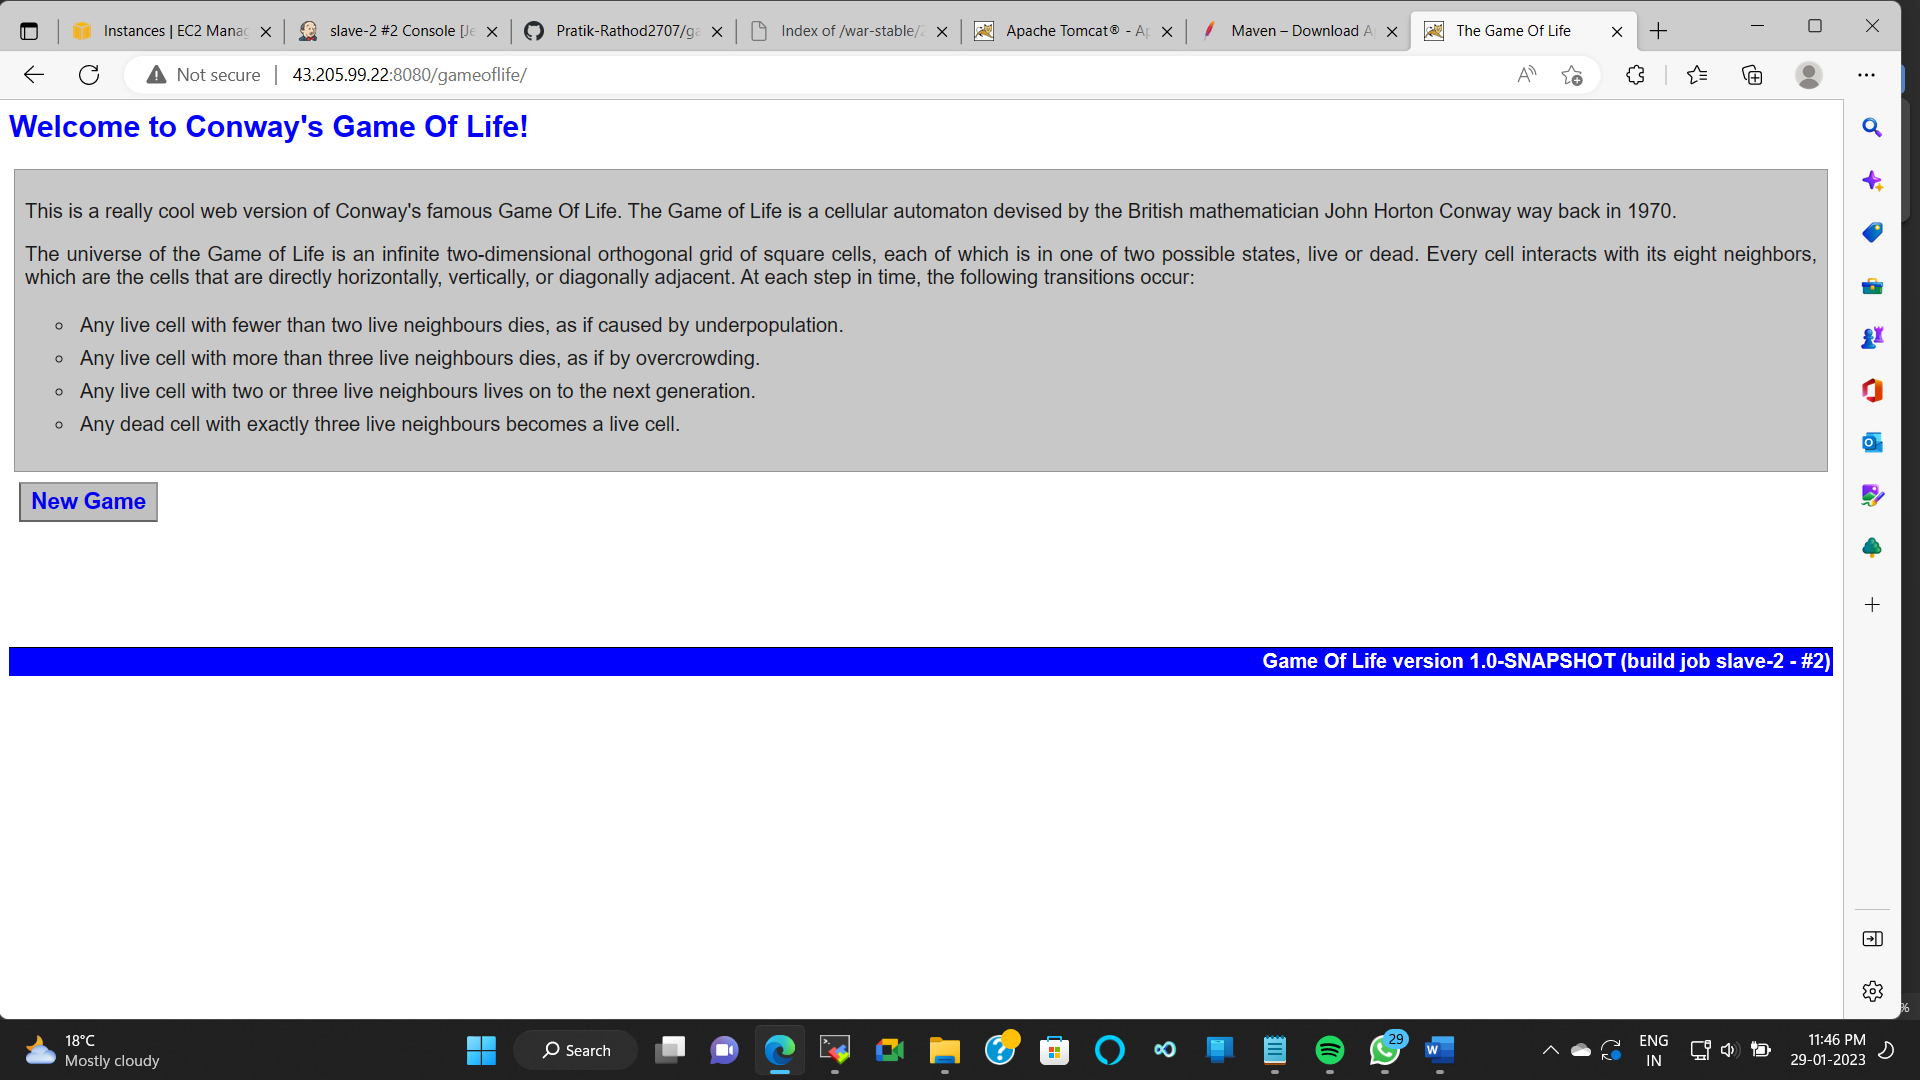 Instances | EC2 Manag
slave-2 #2 Console [Je
Pratik-Rathod2707/ga
Index of /war-stable/2
Apache Tomcat® - Ap
Maven – Download A
The Game Of Life
Not secure
43.205.99.22:8080/gameoflife/
Welcome to Conway's Game Of Life!
This is a really cool web version of Conway's famous Game Of Life. The Game of Life is a cellular automaton devised by the British mathematician John Horton Conway way back in 1970.
The universe of the Game of Life is an infinite two-dimensional orthogonal grid of square cells, each of which is in one of two possible states, live or dead. Every cell interacts with its eight neighbors,
which are the cells that are directly horizontally, vertically, or diagonally adjacent. At each step in time, the following transitions occur:
Any live cell with fewer than two live neighbours dies, as if caused by underpopulation.
Any live cell with more than three live neighbours dies, as if by overcrowding.
Any live cell with two or three live neighbours lives on to the next generation.
Any dead cell with exactly three live neighbours becomes a live cell.
New Game
Game Of Life version 1.0-SNAPSHOT (build job slave-2 - #2)
18°C
Mostly cloudy
Search
29
ENG
IN
11:46 PM
29-01-2023